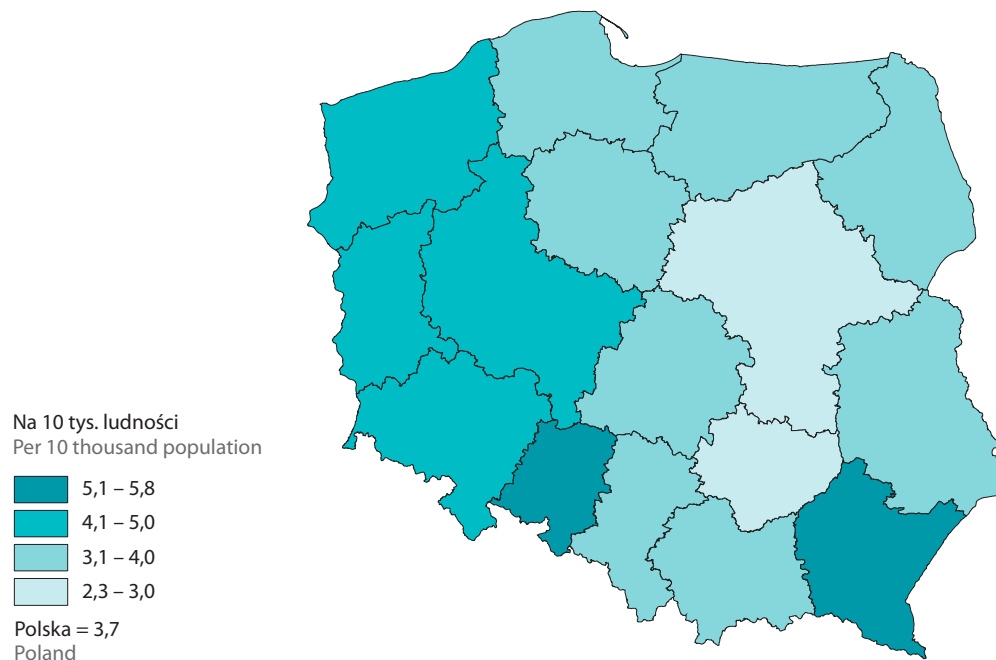 Na 10 tys. ludności
Per 10 thousand population
5,1 – 5,8
4,1 – 5,0
3,1 – 4,0
2,3 – 3,0
Polska = 3,7
Poland